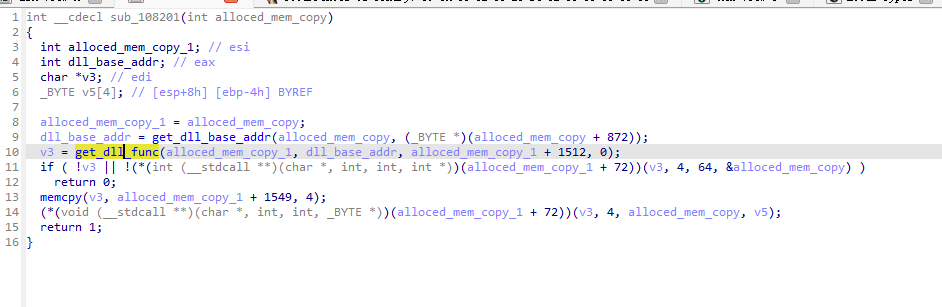 1 int __cdecl sub_108201(int alloced_mem_copy)
2 {
3 int alloced_mem_copy_1; // esi
4 int dll_base_addr; // eax
5 char *v3; // edi
6 _BYTE v5[4]; // [esp+8h] [ebp-4h] BYREF
7
8 alloced_mem_copy_1 = alloced_mem_copy;
9 dll_base_addr = get_dll_base_addr(alloced_mem_copy, (_BYTE *)(alloced_mem_copy + 872));
10 v3 = get_dll_func(alloced_mem_copy_1, dll_base_addr, alloced_mem_copy_1 + 1512, 0);
11 if ( !v3 || !(*(int (__stdcall **)(char *, int, int, int *))(alloced_mem_copy_1 + 72))(v3, 4, 64, &alloced_mem_copy) )
12 return 0;
13 memcpy(v3, alloced_mem_copy_1 + 1549, 4);
14 (*(void (__stdcall **)(char *, int, int, _BYTE *))(alloced_mem_copy_1 + 72))(v3, 4, alloced_mem_copy, v5);
15 return 1;
16 }